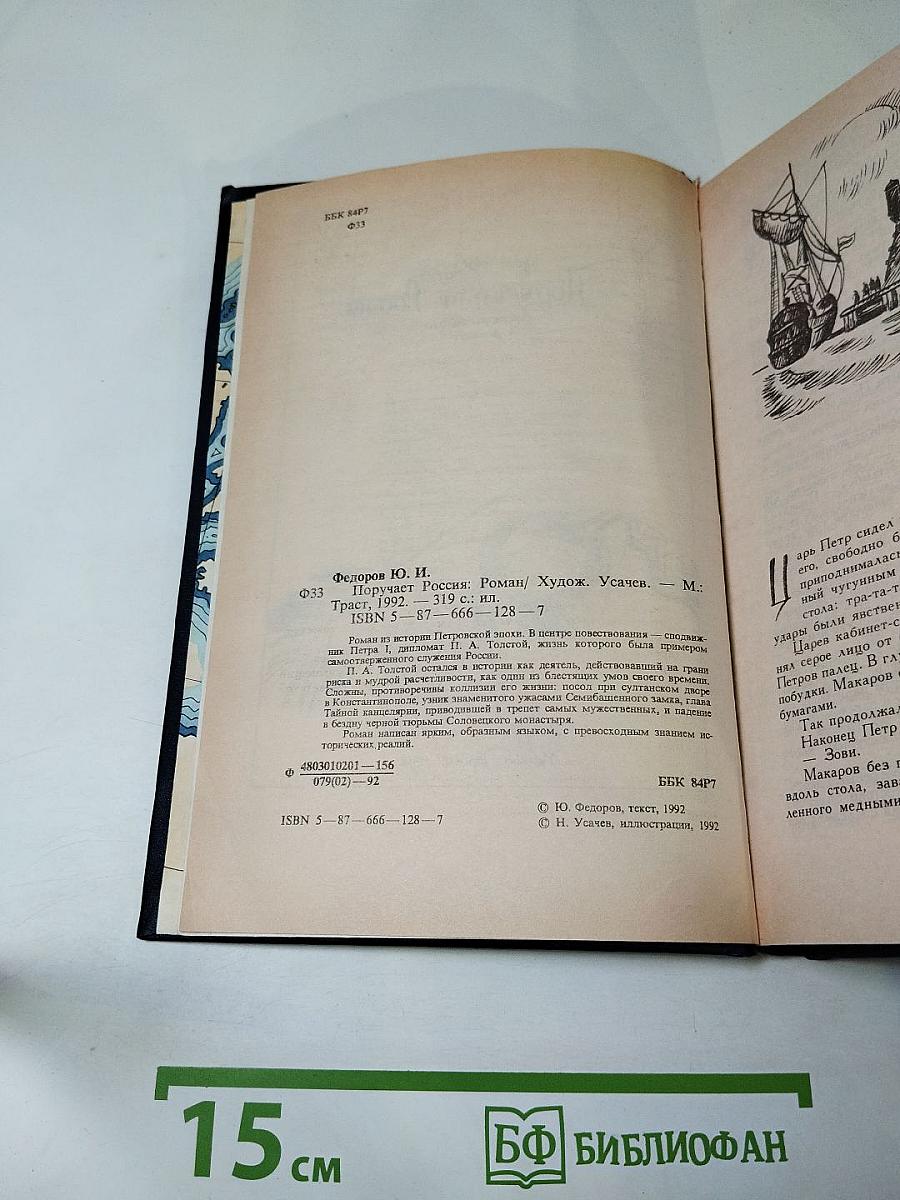 ББК 84Р7
Ф33
Федоров Ю. И.
Ф33 Поручает Россия: Роман/ Худож. Усачев. — М.:
Траст, 1992. — 319 с.: ил.
ISBN 5—87—666—128—7
Роман из истории Петровской эпохи. В центре повествования — сподвиж-
ник Петра I, дипломат П. А. Толстой, жизнь которого была примером
самоотверженного служения России.
П. А. Толстой остался в истории как деятель, действовавший на грани
риска и мудрой расчетливости, как один из блестящих умов своего времени.
Сложны, противоречивы коллизии его жизни: посол при султанском дворе
в Константинополе, узник знаменитого ужасами Семибашенного замка, глава
Тайной канцелярии, приводившей в трепет самых мужественных, и падение
в бездну черной тюрьмы Соловецкого монастыря.
Роман написан ярким, образным языком, с превосходным знанием ис-
торических реалий.
Ф 4803010201—156
079(02)—92
ББК 84Р7
ISBN 5—87—666—128—7
© Ю. Федоров, текст, 1992
© Н. Усачев, иллюстрации, 1992
Царь Петр сидел
его, свободно б
приподнималась
ный чугунным
стола: тра-та-т
удары были явствен
Царев кабинет-с
нял серое лицо от
Петров палец. В глу
побудки. Макаров
бумагами.
Так продолжал
Наконец Петр
— Зови.
Макаров без п
вдоль стола, зав
ленного медными
15 см
БФ БИБЛИОФАН